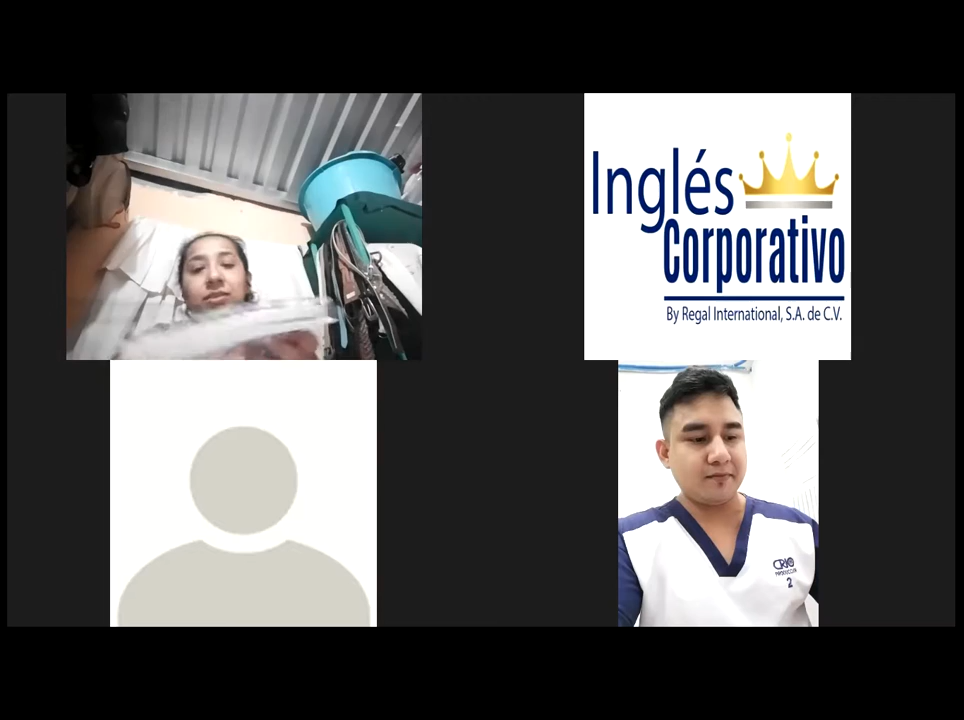 Inglés
Corporativo
By Regal International, S.A. de C.V.
CRIO
2